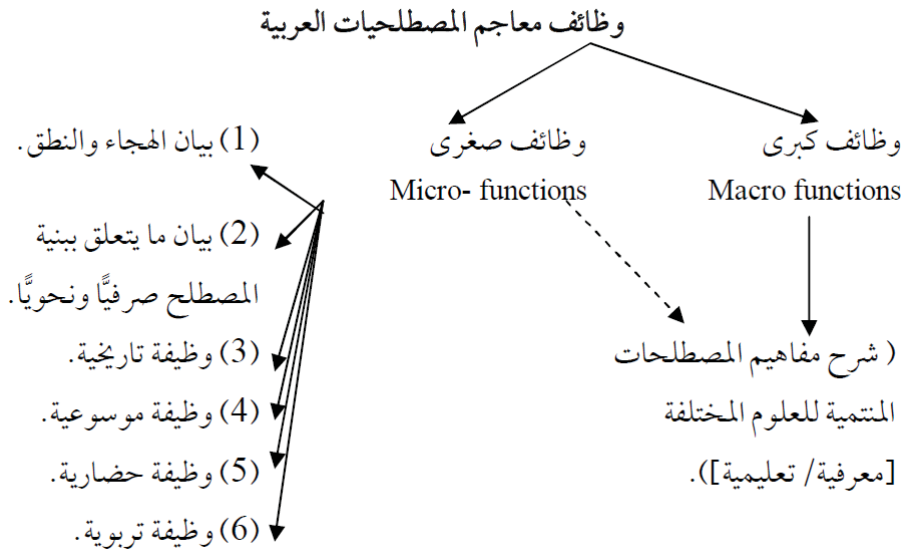 وظائف معاجم المصطلحيات العربية
وظائف كبرى
Macro functions
( شرح مفاهيم المصطلحات
المنتمية للعلوم المختلفة
[معرفية/ تعليمية]).
وظائف صغرى
Micro- functions
(1) بيان الهجاء والنطق.
(2) بيان ما يتعلق ببنية
المصطلح صرفيًّا ونحويًّا.
(3) وظيفة تاريخية.
(4) وظيفة موسوعية.
(5) وظيفة حضارية.
(6) وظيفة تربوية.